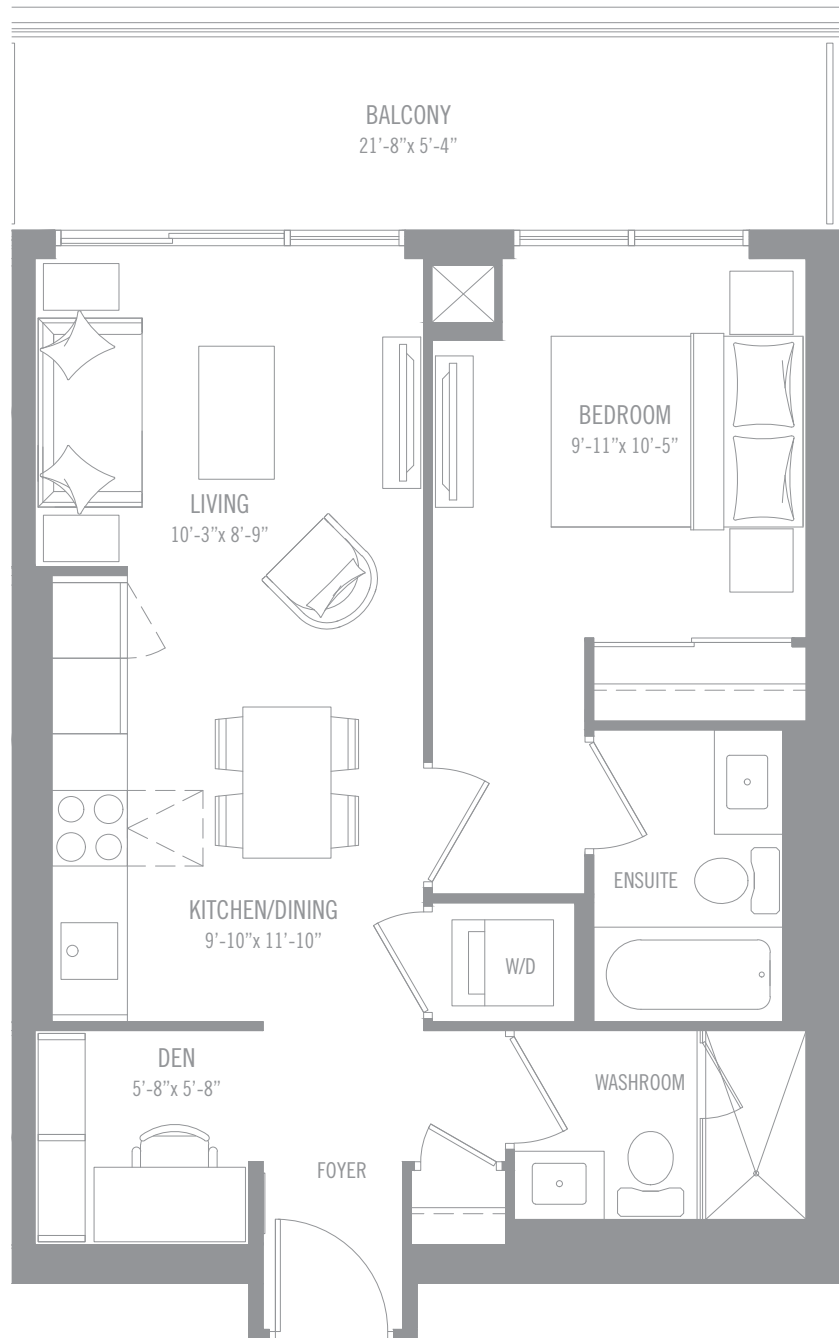 BALCONY
21’-8”x 5’-4”
BEDROOM
9’-11”x 10’-5”
LIVING
10’-3”x 8’-9”
ENSUITE
KITCHEN/DINING
9’-10”x 11’-10”
W/D
DEN
5’-8”x 5’-8”
WASHROOM
FOYER